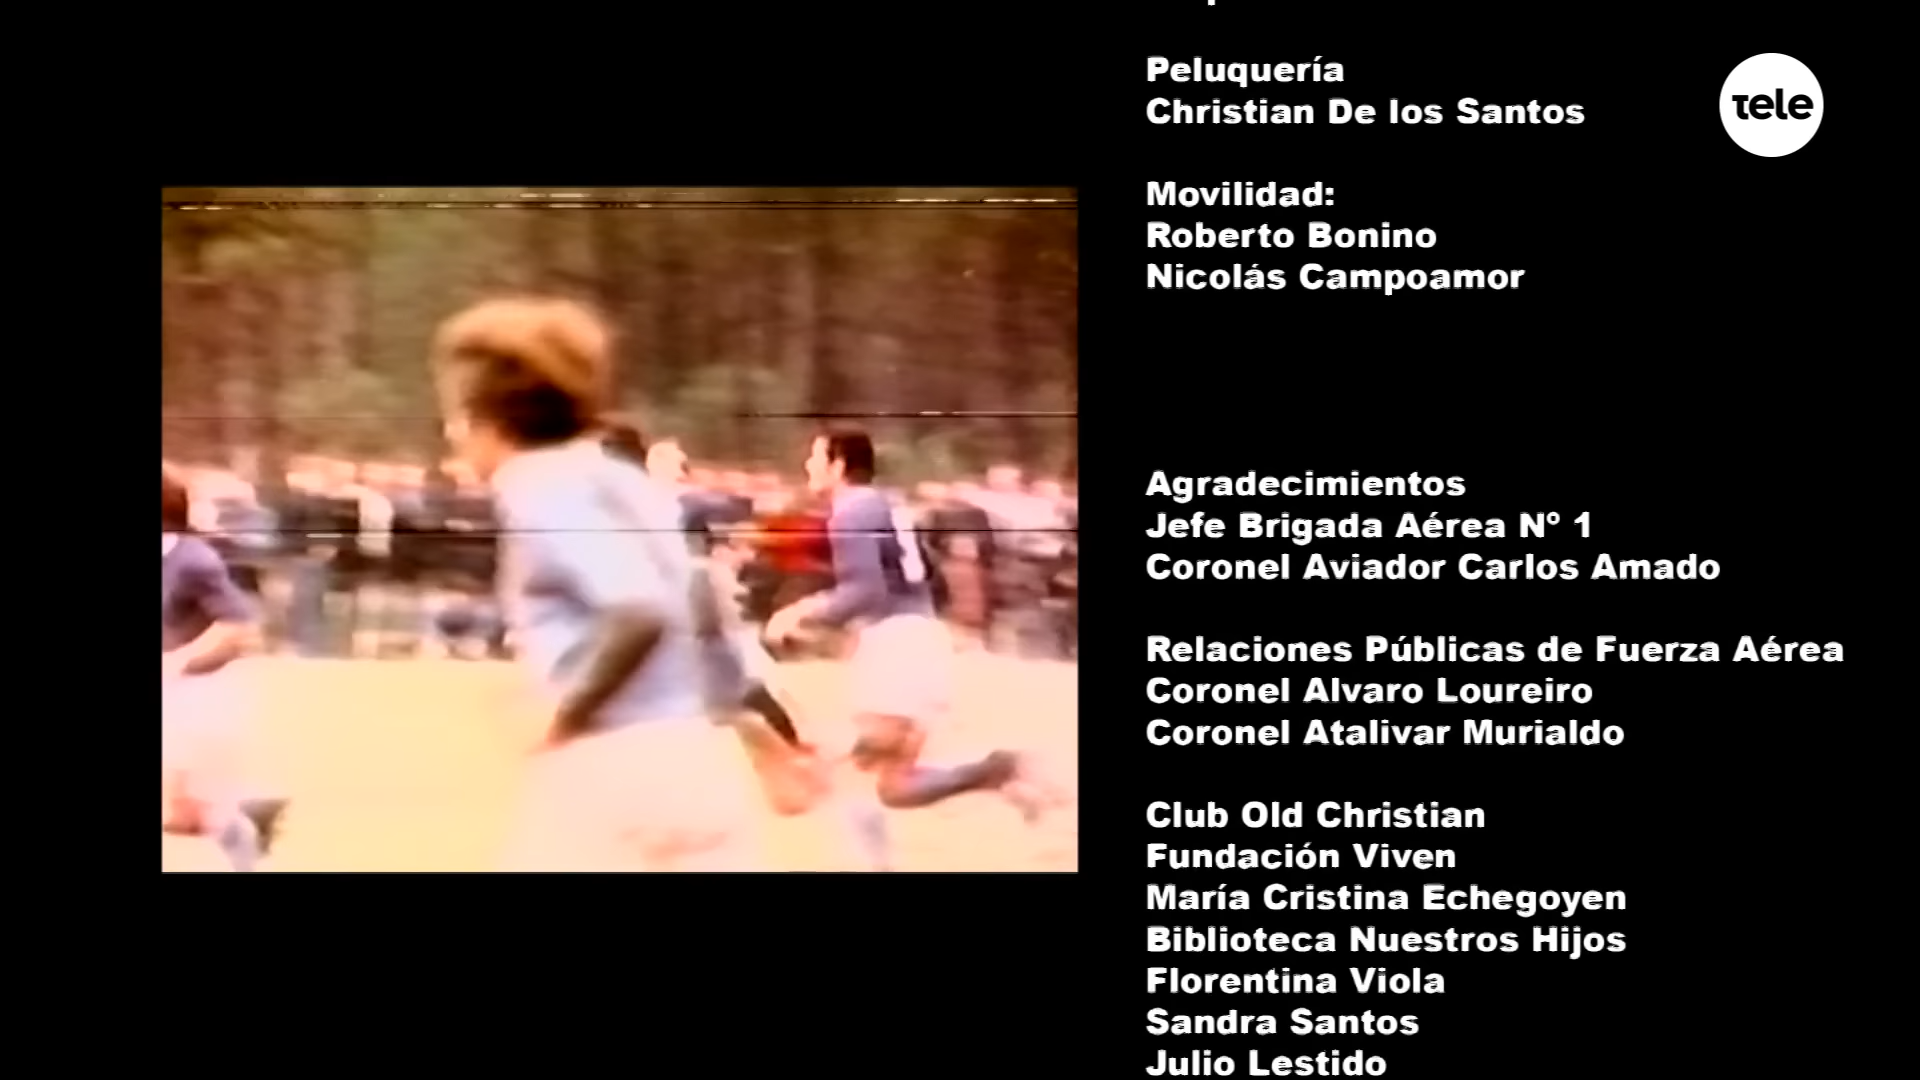 Peluquería
Christian De los Santos
tele
Movilidad:
Roberto Bonino
Nicolás Campoamor
Agradecimientos
Jefe Brigada Aérea Nº 1
Coronel Aviador Carlos Amado
Relaciones Públicas de Fuerza Aérea
Coronel Alvaro Loureiro
Coronel Atalivar Murialdo
Club Old Christian
Fundación Viven
María Cristina Echegoyen
Biblioteca Nuestros Hijos
Florentina Viola
Sandra Santos
Julio Lestido